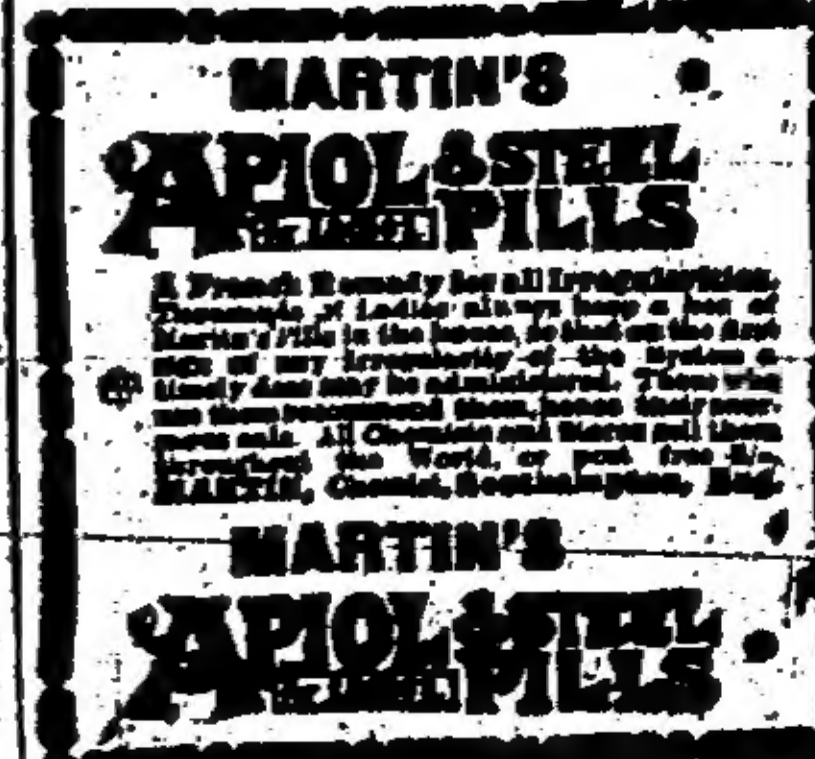 MARTIN'S
APIOL & STEEL
PILLS
A French Remedy for all Irregularities.
Thousands of Ladies always keep a box of
Martin's Pills in the house, so that on the first
sign of any Irregularity of the System a
timely dose may be administered. Those who
use them recommend them, hence their enor-
mous sale. All Chemists and Stores sell them
throughout the World, or post free
MARTIN, Chemist, Southampton, Eng.
MARTIN'S
APIOL & STEEL
PILLS